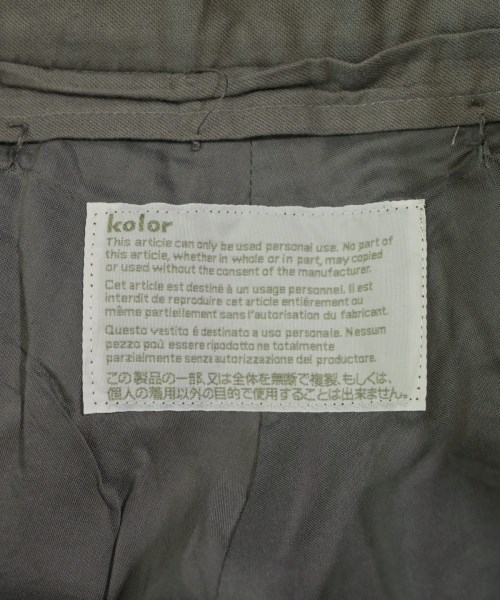 kolor
This article can only be used personal use. No part of
this article, whether in whole or in part, may copied
or used without the consent of the manufacturer.
Cet article est destiné à un usage personnel. Il est
interdit de reproduire cet article entiérement ou
même partiellement sans l'autorisation du fabricant.
Questo vestito é destinato a uso personale. Nessum
pezzo poù essere ripodotto ne totalmente
parzialmente senzi autorizzazione del productore.
この製品の一部、又は全体を無断で複製、もしくは、
個人の着用以外の目的で使用することは出来ません。